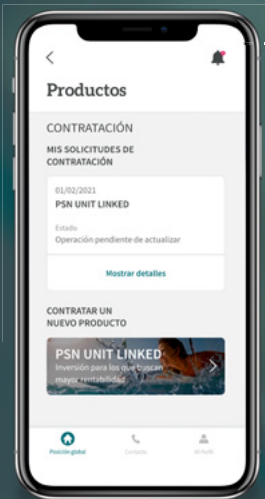 Productos
CONTRATACIÓN
MIS SOLICITUDES DE
CONTRATACIÓN
01/02/2021
PSN UNIT LINKED
Estado
Operación pendiente de actualizar
Mostrar detalles
CONTRATAR UN
NUEVO PRODUCTO
PSN UNIT LINKED
Inversión para los que buscan
mayor rentabilidad
Posición global
Contacto
Mi Perfil